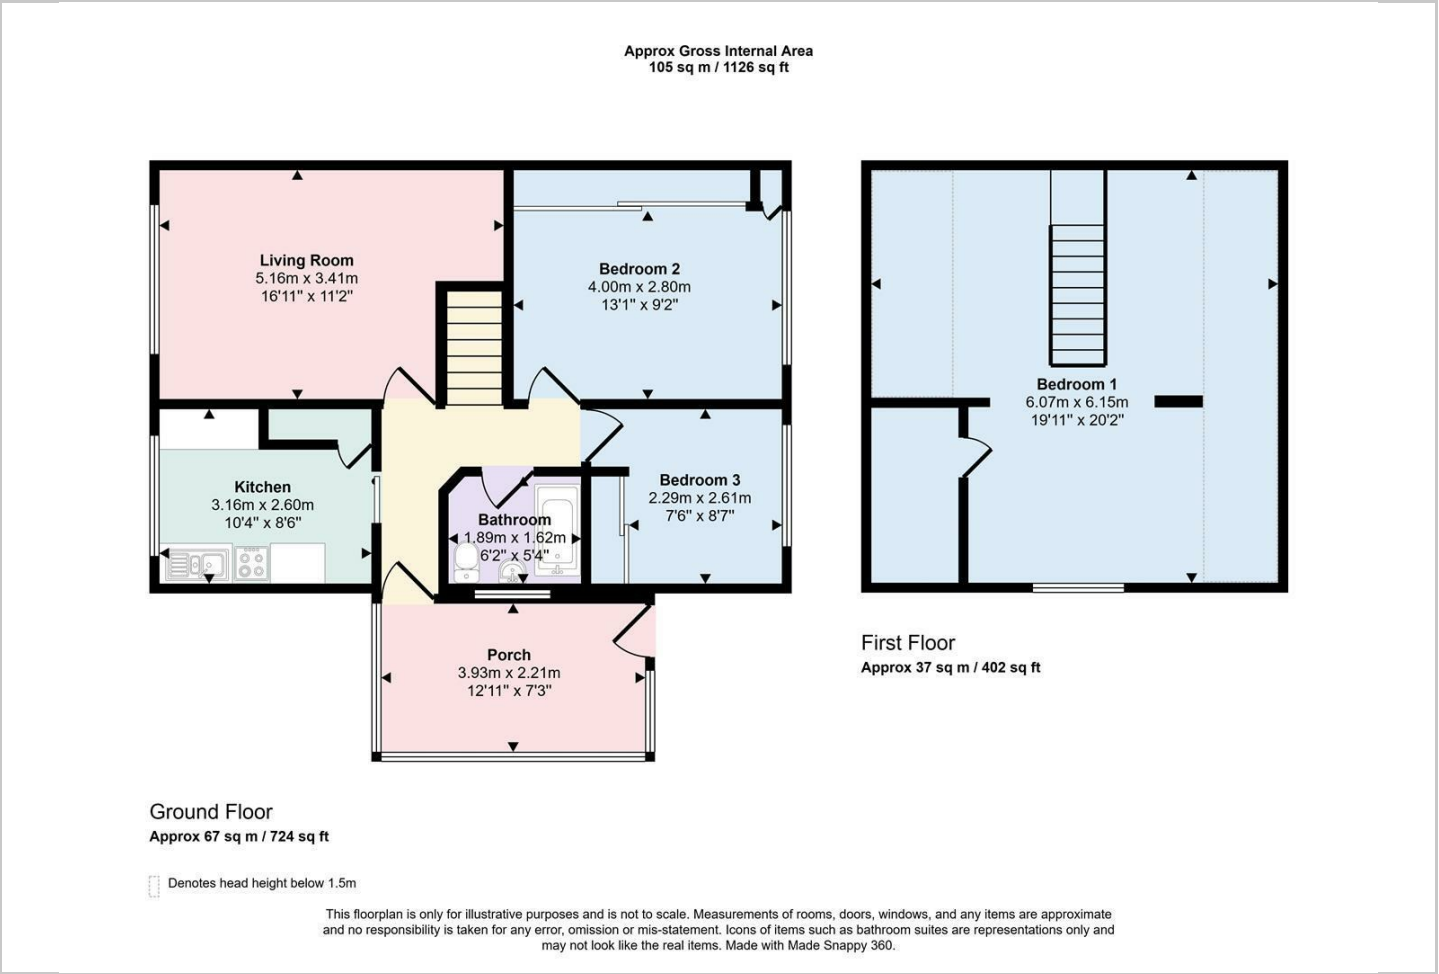 Approx Gross Internal Area
105 sq m / 1126 sq ft
Living Room
5.16m x 3.41m
16'11" x 11'2"
Bedroom 2
4.00m x 2.80m
13'1" x 9'2"
Bedroom 1
6.07m x 6.15m
19'11" x 20'2"
Kitchen
3.16m x 2.60m
10'4" x 8'6"
Bathroom
1.89m x 1.62m
6'2" x 5'4"
Bedroom 3
2.29m x 2.61m
7'6" x 8'7"
Porch
3.93m x 2.21m
12'11" x 7'3"
First Floor
Approx 37 sq m / 402 sq ft
Ground Floor
Approx 67 sq m / 724 sq ft
Denotes head height below 1.5m
This floorplan is only for illustrative purposes and is not to scale. Measurements of rooms, doors, windows, and any items are approximate
and no responsibility is taken for any error, omission or mis-statement. Icons of items such as bathroom suites are representations only and
may not look like the real items. Made with Made Snappy 360.